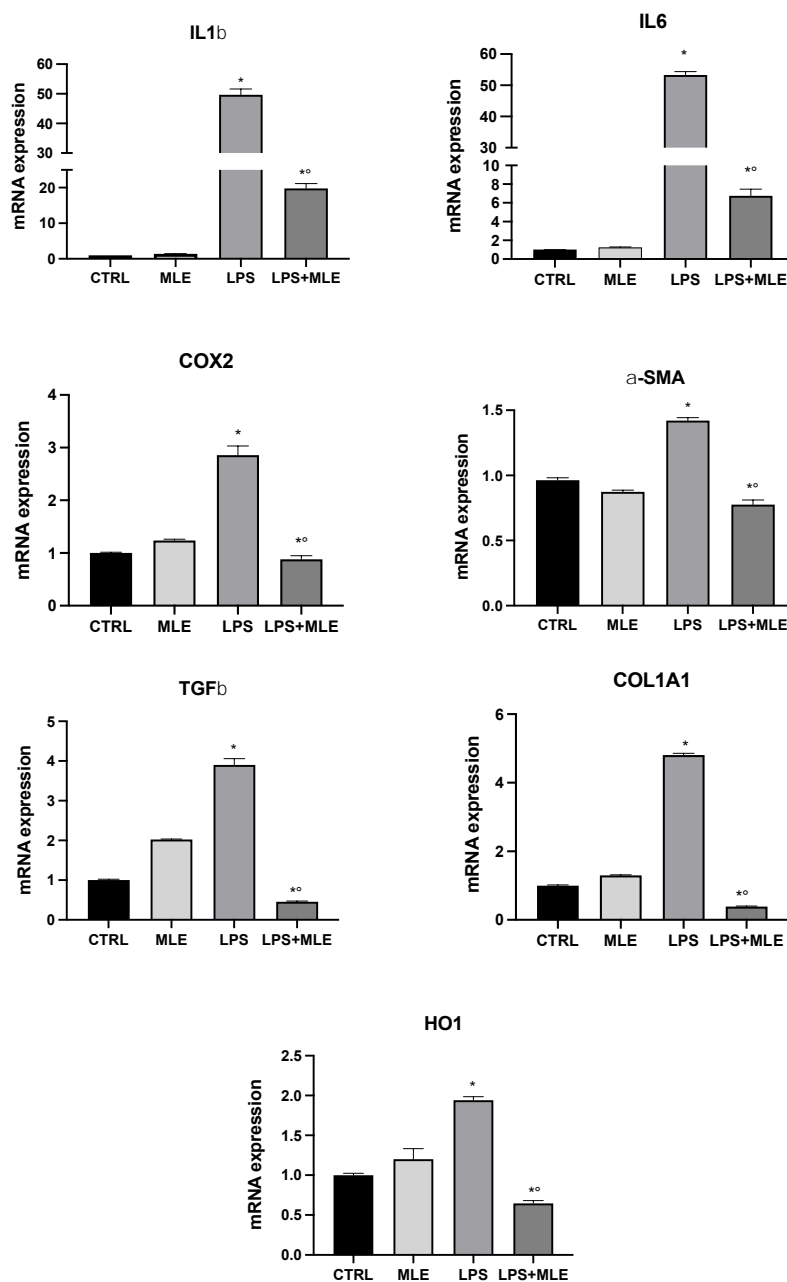 IL1b
mRNA expression
60
50
40
30
20
10
0
*
*°
CTRL MLE LPS LPS+MLE
IL6
mRNA expression
60
50
40
30
10
8
6
4
2
0
*
*°
CTRL MLE LPS LPS+MLE
COX2
mRNA expression
4
3
2
1
0
*
*°
CTRL MLE LPS LPS+MLE
a-SMA
mRNA expression
1.5
1.0
0.5
0.0
*
*°
CTRL MLE LPS LPS+MLE
TGFb
mRNA expression
5
4
3
2
1
0
*
*°
CTRL MLE LPS LPS+MLE
COL1A1
mRNA expression
6
4
2
0
*
*°
CTRL MLE LPS LPS+MLE
HO1
mRNA expression
2.5
2.0
1.5
1.0
0.5
0.0
*
*°
CTRL MLE LPS LPS+MLE